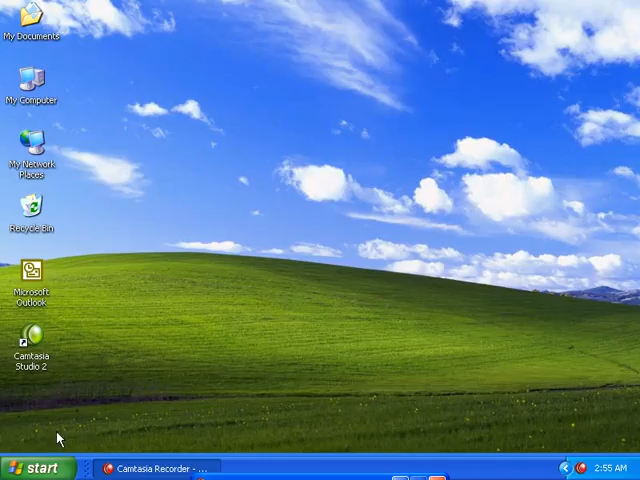 My Documents
My Computer
My Network
Places
Recycle Bin
Microsoft
Outlook
Camtasia
Studio 2
start
Camtasia Recorder - ...
2:55 AM